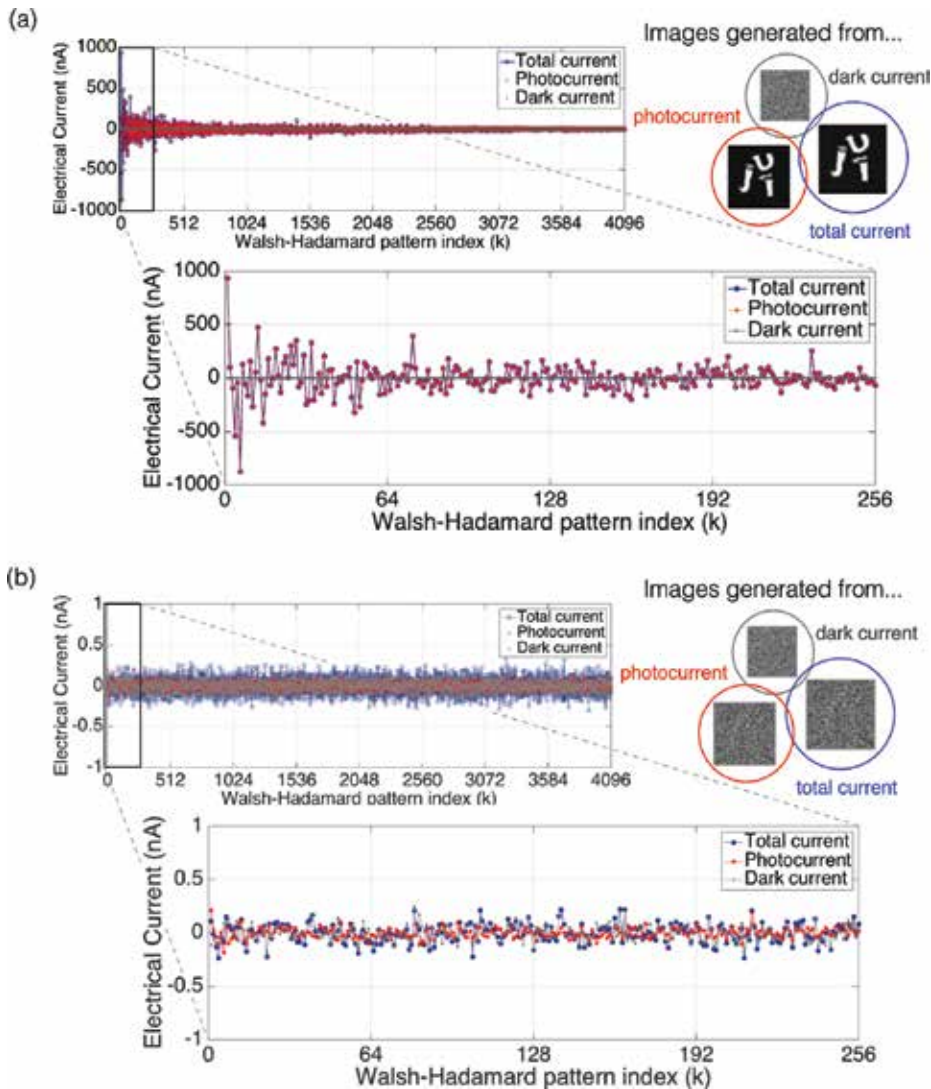 (a)
1000
500
0
-500
-1000
Electrical Current (nA)
Total current
Photocurrent
Dark current
512 1024 1536 2048 2560 3072 3584 4096
Walsh-Hadamard pattern index (k)
Images generated from...
dark current
photocurrent
total current
1000
500
0
-500
-1000
Electrical Current (nA)
Total current
Photocurrent
Dark current
0 64 128 192 256
Walsh-Hadamard pattern index (k)
(b)
1
0.5
0
-0.5
-1
Electrical Current (nA)
Total current
Photocurrent
Dark current
0 512 1024 1536 2048 2560 3072 3584 4096
Walsh-Hadamard pattern index (k)
Images generated from...
dark current
photocurrent
total current
1
0.5
0
-0.5
-1
Electrical Current (nA)
Total current
Photocurrent
Dark current
0 64 128 192 256
Walsh-Hadamard pattern index (k)